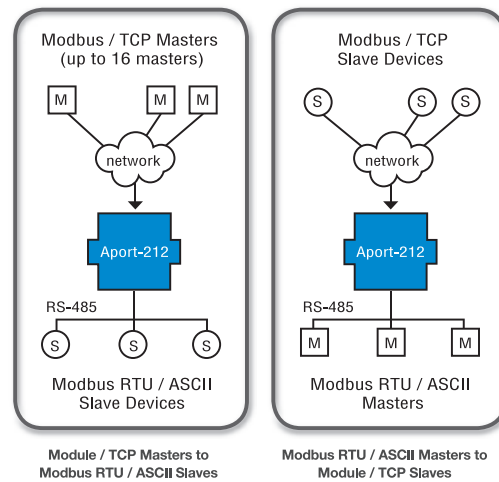 Modbus / TCP Masters
(up to 16 masters)
M M M
network
Aport-212
RS-485
S S S
Modbus RTU / ASCII
Slave Devices
Module / TCP Masters to
Modbus RTU / ASCII Slaves
Modbus / TCP
Slave Devices
S S S
network
Aport-212
RS-485
M M M
Modbus RTU / ASCII
Masters
Modbus RTU / ASCII Masters to
Module / TCP Slaves